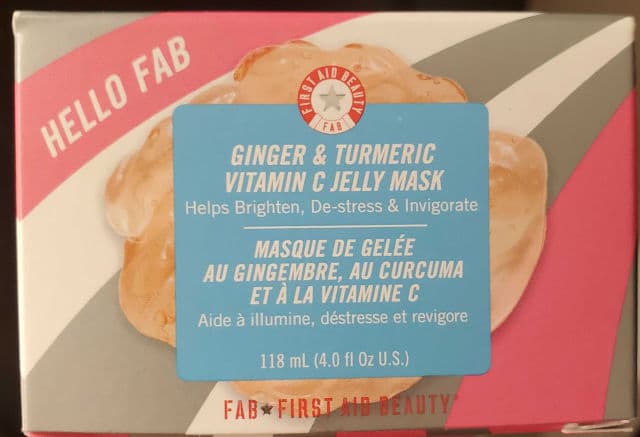 HELLO FAB
FIRST AID BEAUTY
FAB
®
GINGER & TURMERIC
VITAMIN C JELLY MASK
Helps Brighten, De-stress & Invigorate
MASQUE DE GELÉE
AU GINGEMBRE, AU CURCUMA
ET À LA VITAMINE C
Aide à illumine, déstresse et revigore
118 mL (4.0 fl Oz U.S.)
FAB★FIRST AID BEAUTY®